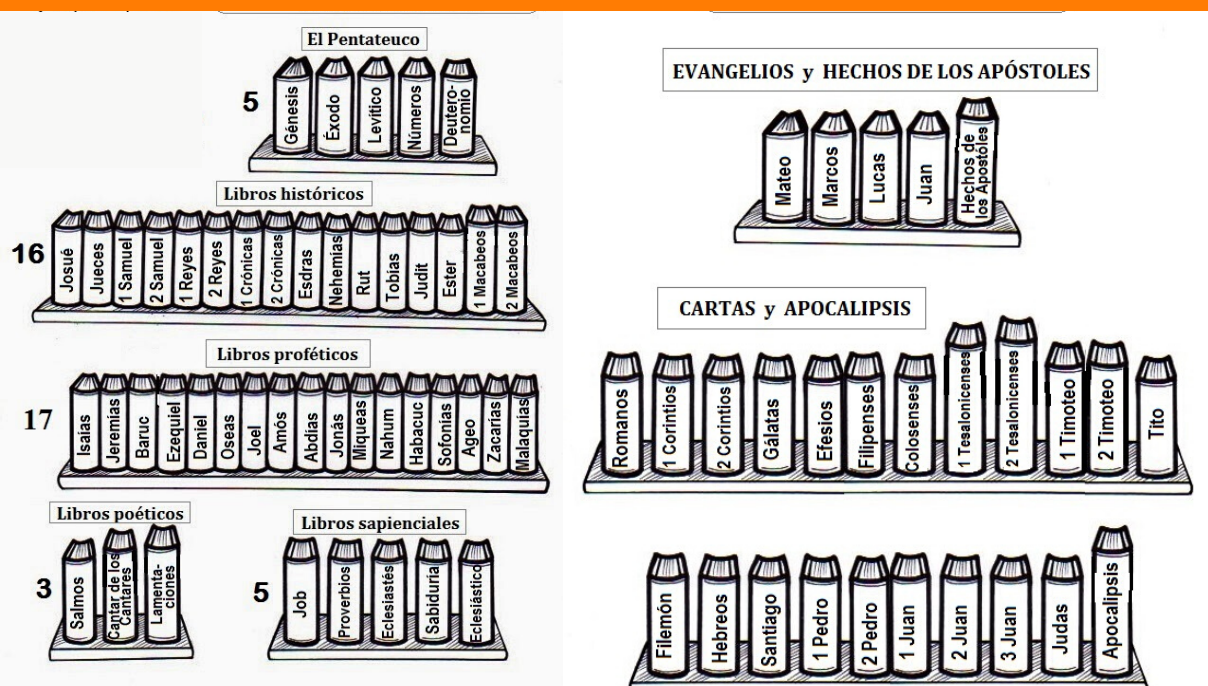 El Pentateuco
5
Génesis
Éxodo
Levítico
Números
Deutero-
nomio
Libros históricos
16
Josué
Jueces
1 Samuel
2 Samuel
1 Reyes
2 Reyes
1 Crónicas
2 Crónicas
Esdras
Nehemías
Rut
Tobías
Judit
Ester
1 Macabeos
2 Macabeos
Libros proféticos
17
Isaías
Jeremías
Baruc
Ezequiel
Daniel
Oseas
Joel
Amós
Abdías
Jonás
Miqueas
Nahum
Habacuc
Sofonías
Ageo
Zacarías
Malaquías
Libros poéticos
3
Salmos
Cantar de los
Cantares
Lamenta-
ciones
Libros sapienciales
5
Job
Proverbios
Eclesiastés
Sabiduría
Eclesiástico
EVANGELIOS y HECHOS DE LOS APÓSTOLES
Mateo
Marcos
Lucas
Juan
Hechos de
los Apostóles
CARTAS y APOCALIPSIS
Romanos
1 Corintios
2 Corintios
Gálatas
Efesios
Filipenses
Colosenses
1 Tesalonicenses
2 Tesalonicenses
1 Timoteo
2 Timoteo
Tito
Filemón
Hebreos
Santiago
1 Pedro
2 Pedro
1 Juan
2 Juan
3 Juan
Judas
Apocalipsis